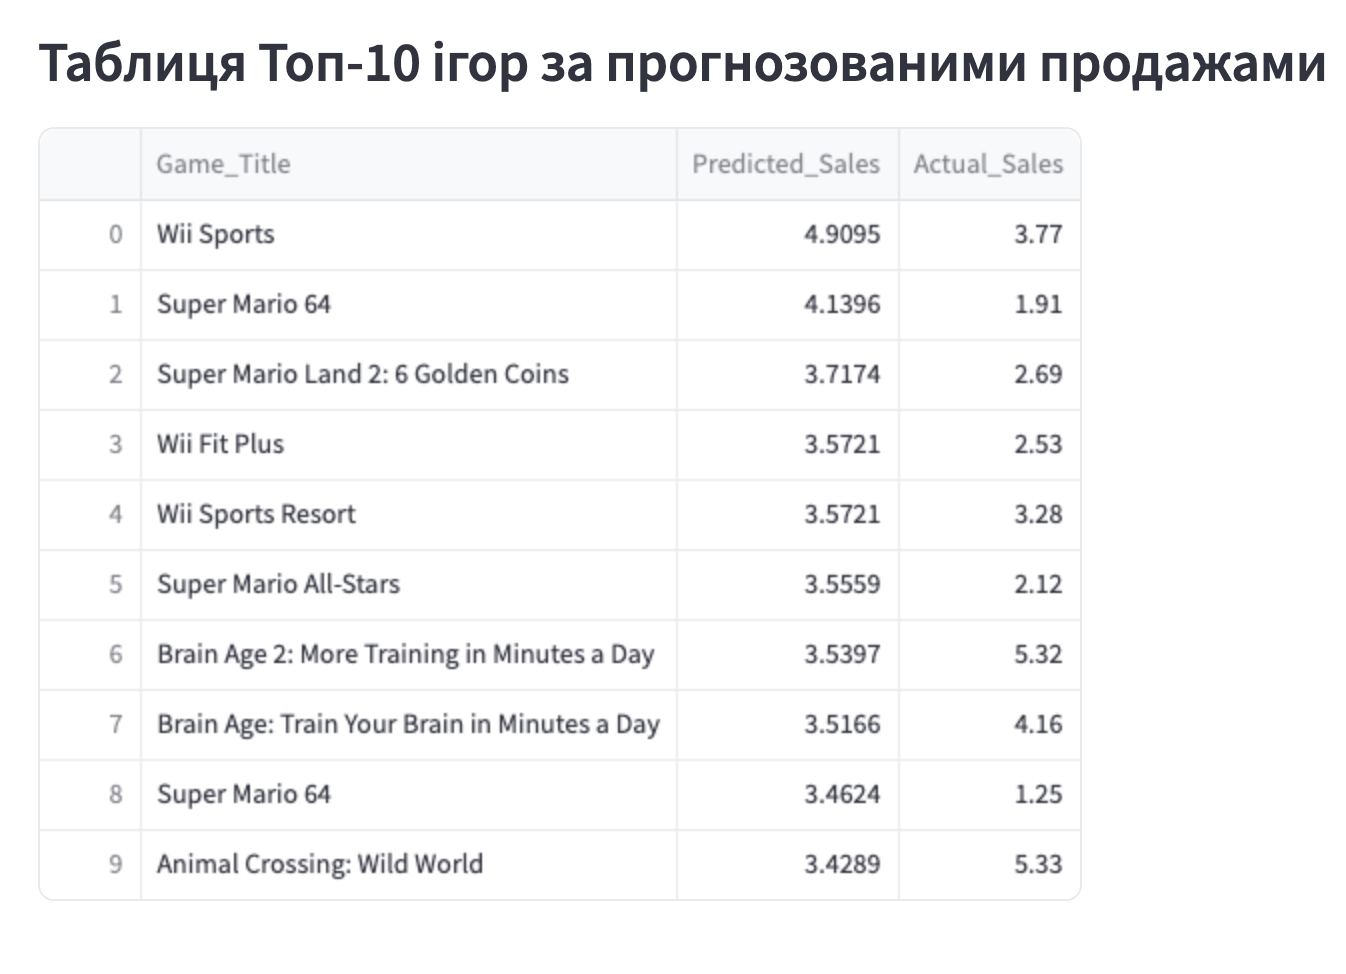 Таблиця Топ-10 ігор за прогнозованими продажами
Game_Title Predicted_Sales Actual_Sales
0 Wii Sports 4.9095 3.77
1 Super Mario 64 4.1396 1.91
2 Super Mario Land 2: 6 Golden Coins 3.7174 2.69
3 Wii Fit Plus 3.5721 2.53
4 Wii Sports Resort 3.5721 3.28
5 Super Mario All-Stars 3.5559 2.12
6 Brain Age 2: More Training in Minutes a Day 3.5397 5.32
7 Brain Age: Train Your Brain in Minutes a Day 3.5166 4.16
8 Super Mario 64 3.4624 1.25
9 Animal Crossing: Wild World 3.4289 5.33